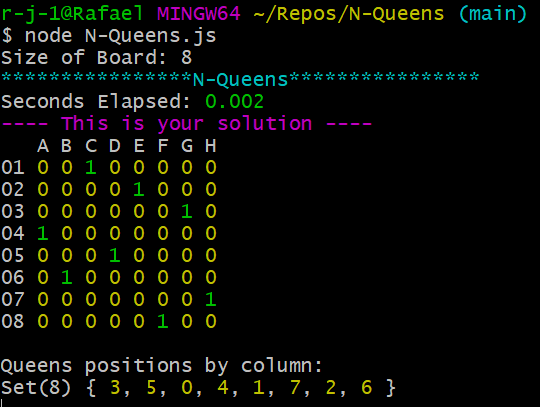 r-j-1@Rafael MINGW64 ~/Repos/N-Queens (main)
$ node N-Queens.js
Size of Board: 8
****************N-Queens****************
Seconds Elapsed: 0.002
---- This is your solution ----
   A B C D E F G H
01 0 0 1 0 0 0 0 0
02 0 0 0 0 1 0 0 0
03 0 0 0 0 0 0 1 0
04 1 0 0 0 0 0 0 0
05 0 0 0 1 0 0 0 0
06 0 1 0 0 0 0 0 0
07 0 0 0 0 0 0 0 1
08 0 0 0 0 0 1 0 0
Queens positions by column:
Set(8) { 3, 5, 0, 4, 1, 7, 2, 6 }